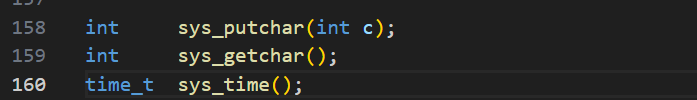 158 int sys_putchar(int c);
159 int sys_getchar();
160 time_t sys_time();